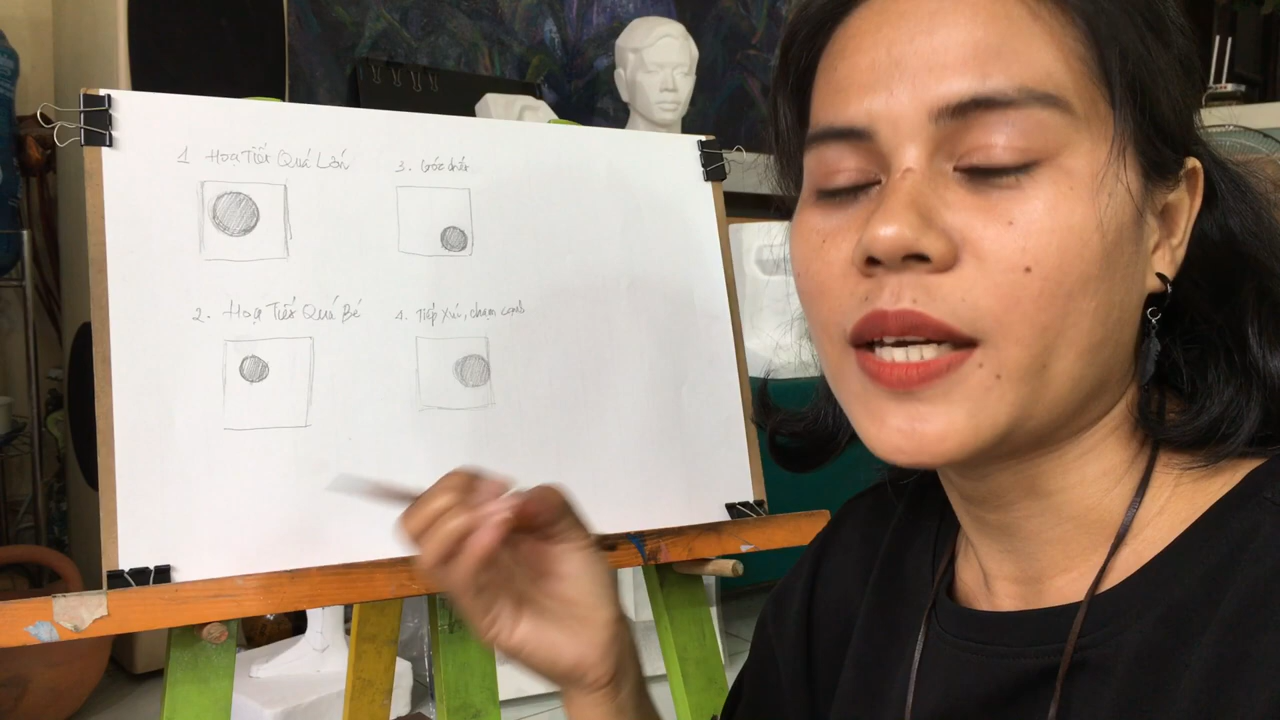 1 Hoạ Tiết Quá Lớn
2. Hoạ Tiết Quá Bé
3. Góc chết
4. Tiếp xúc, chạm cạnh